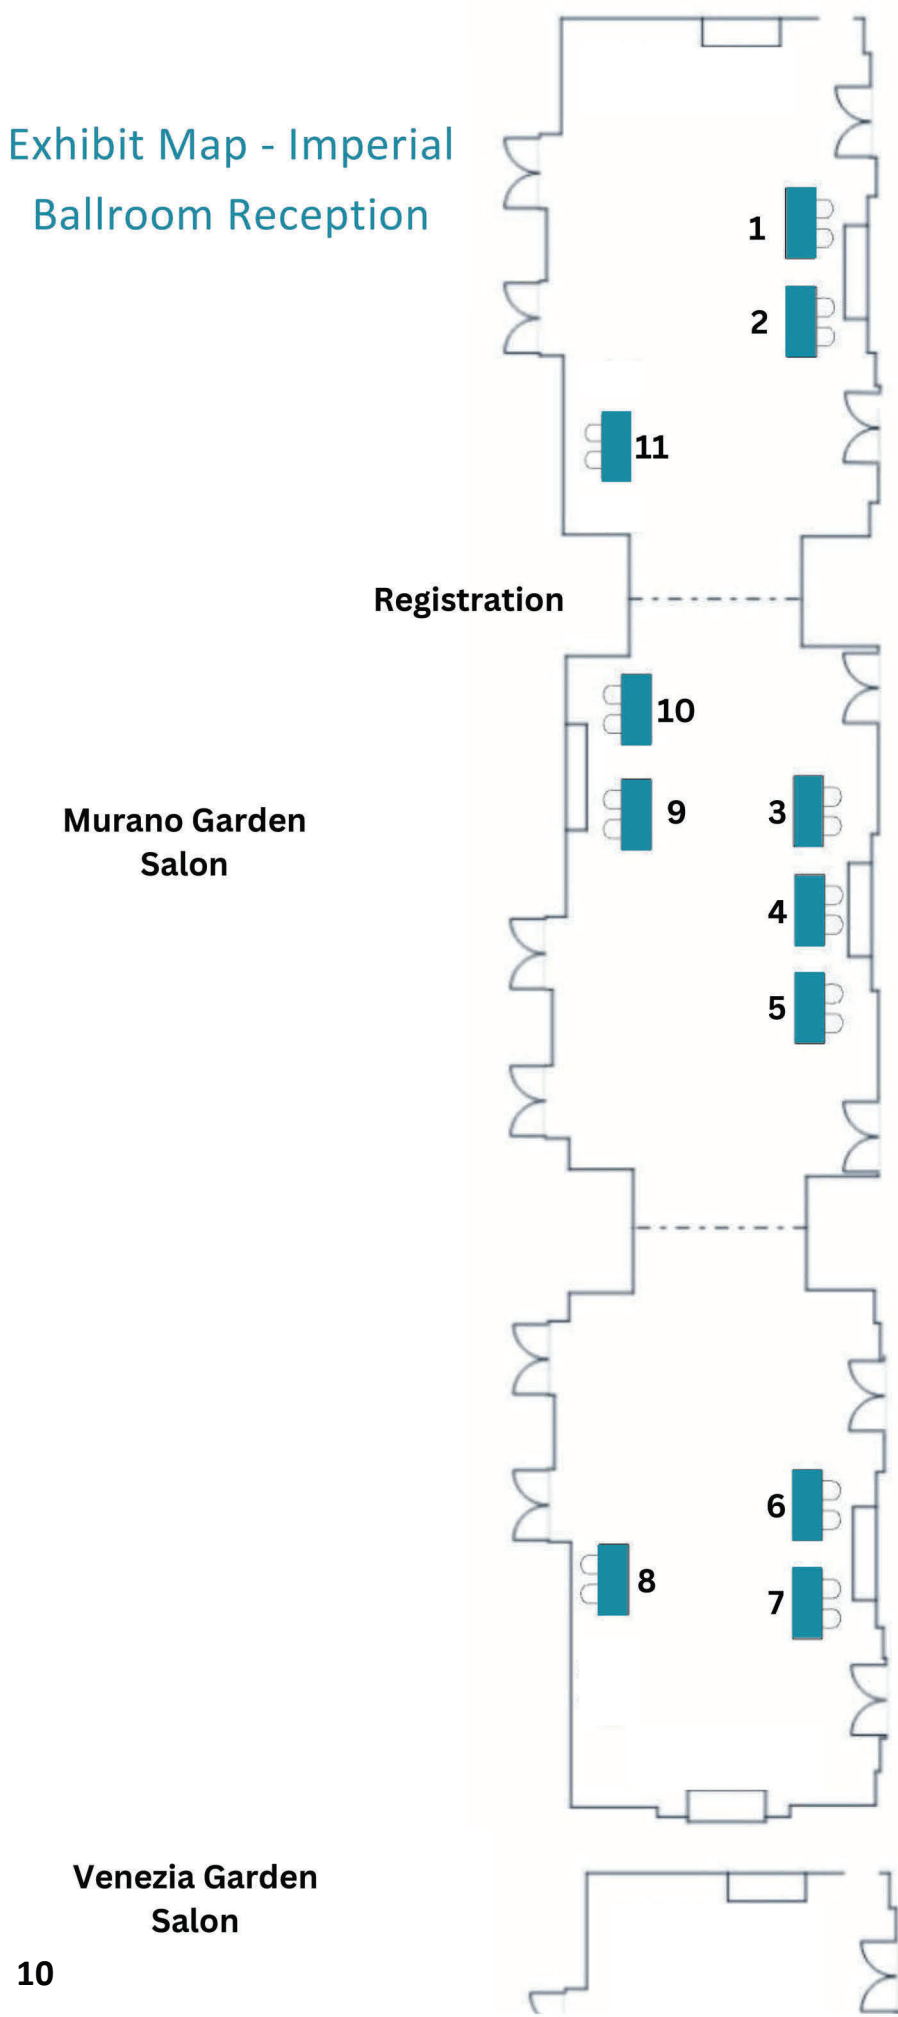 Exhibit Map - Imperial
Ballroom Reception
1
2
11
Registration
10
9
3
Murano Garden
Salon
4
5
6
8
7
Venezia Garden
Salon
10